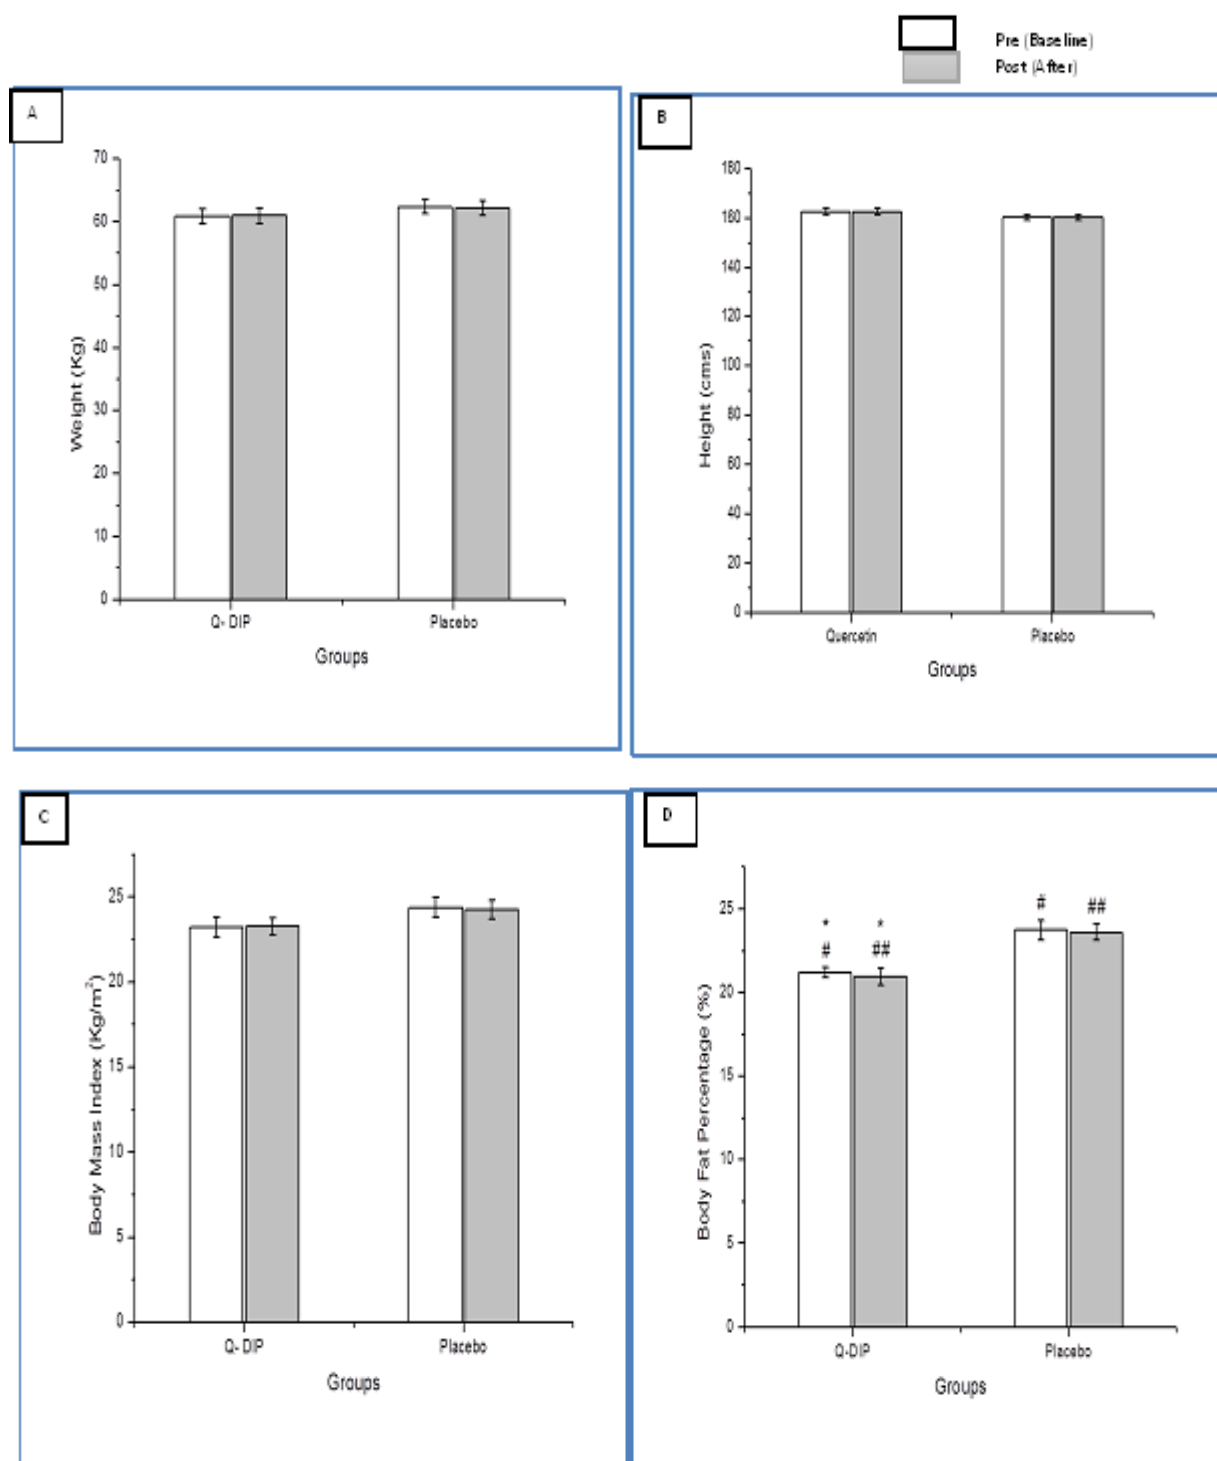 Pre (Baseline)
Post (After)
A
70
60
50
40
30
20
10
0
Weight (Kg)
Q- DIP
Placebo
Groups
B
180
160
140
120
100
80
60
40
20
0
Height (cms)
Quercetin
Placebo
Groups
C
25
20
15
10
5
0
Body Mass Index (Kg/m²)
Q- DIP
Placebo
Groups
D
25
20
15
10
5
0
Body Fat Percentage (%)
* * # ##
# ##
Q-DIP
Placebo
Groups